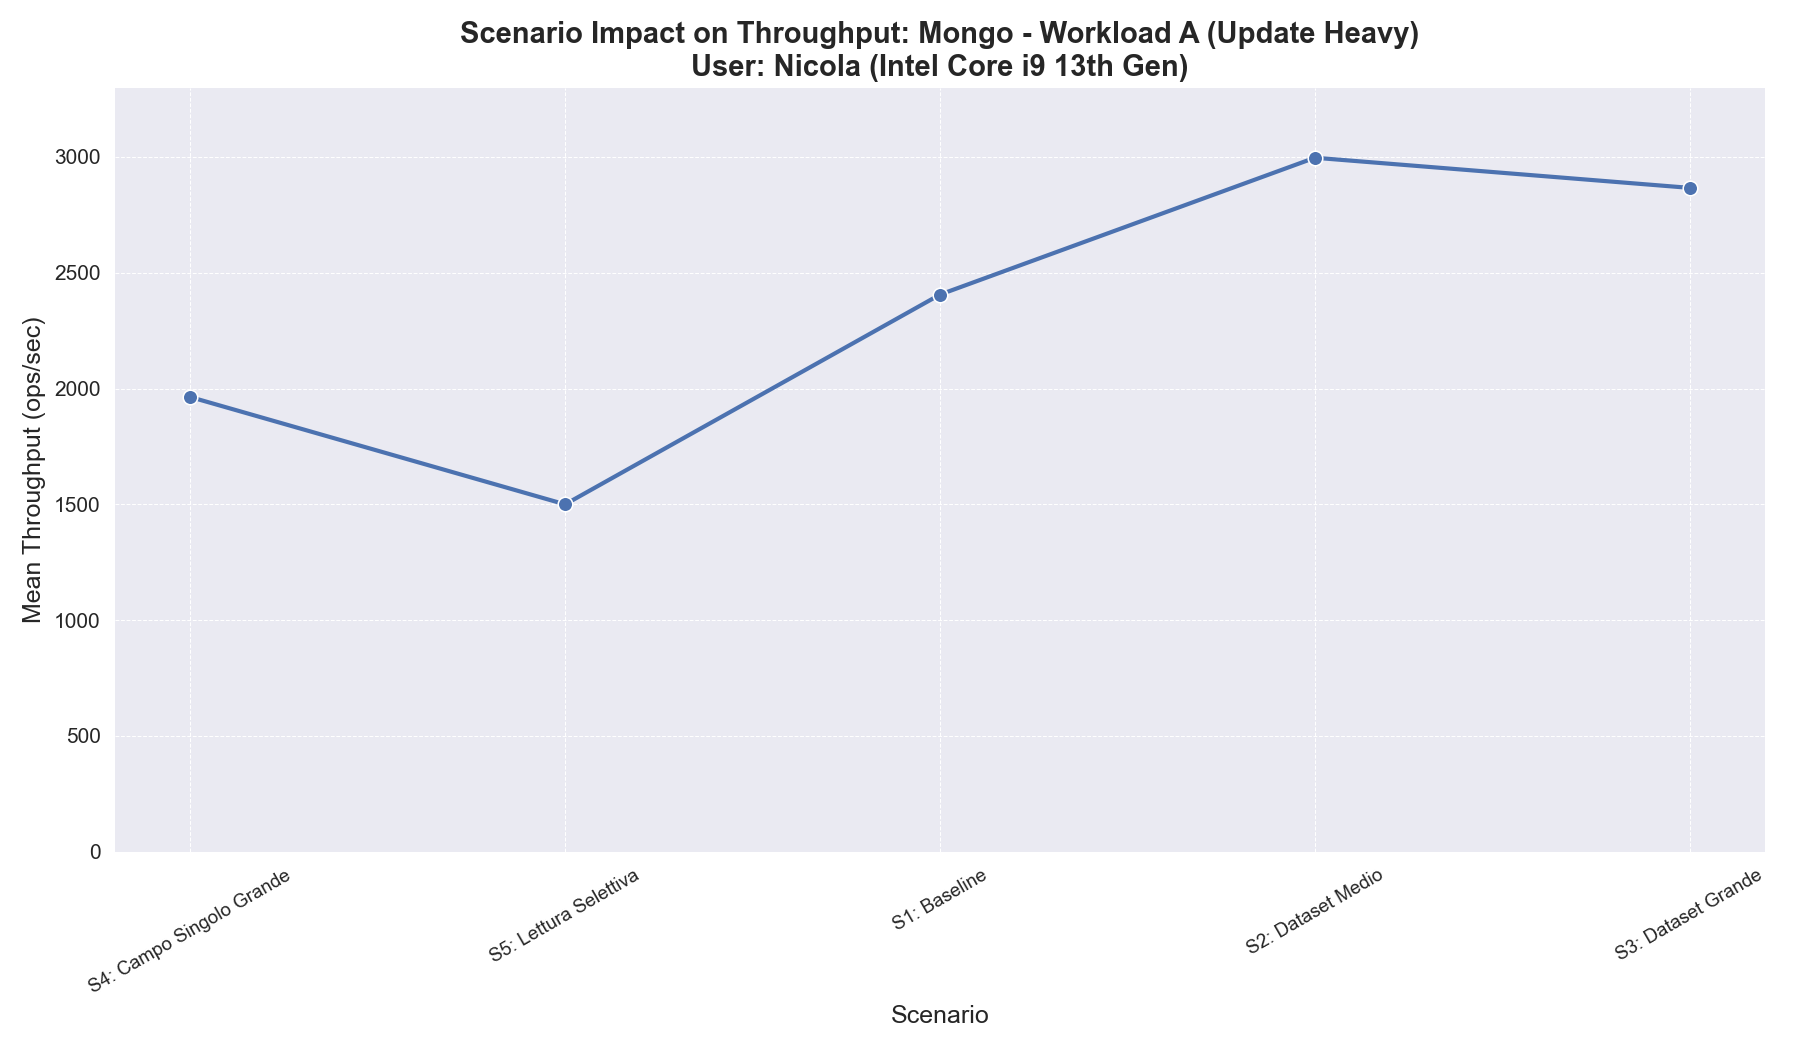 Scenario Impact on Throughput: Mongo - Workload A (Update Heavy)
User: Nicola (Intel Core i9 13th Gen)
Mean Throughput (ops/sec)
3000
2500
2000
1500
1000
500
0
S4: Campo Singolo Grande
S5: Lettura Selettiva
S1: Baseline
S2: Dataset Medio
S3: Dataset Grande
Scenario